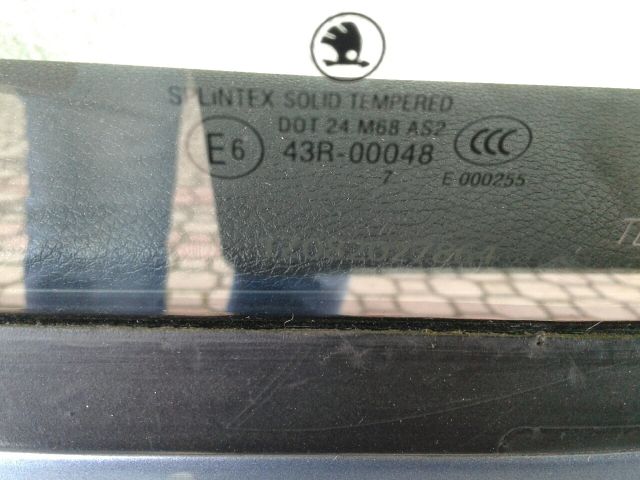 SPLINTEX SOLID TEMPERED
DOT 24 M68 AS2
E6 43R-00048 CCC
7 E 000255